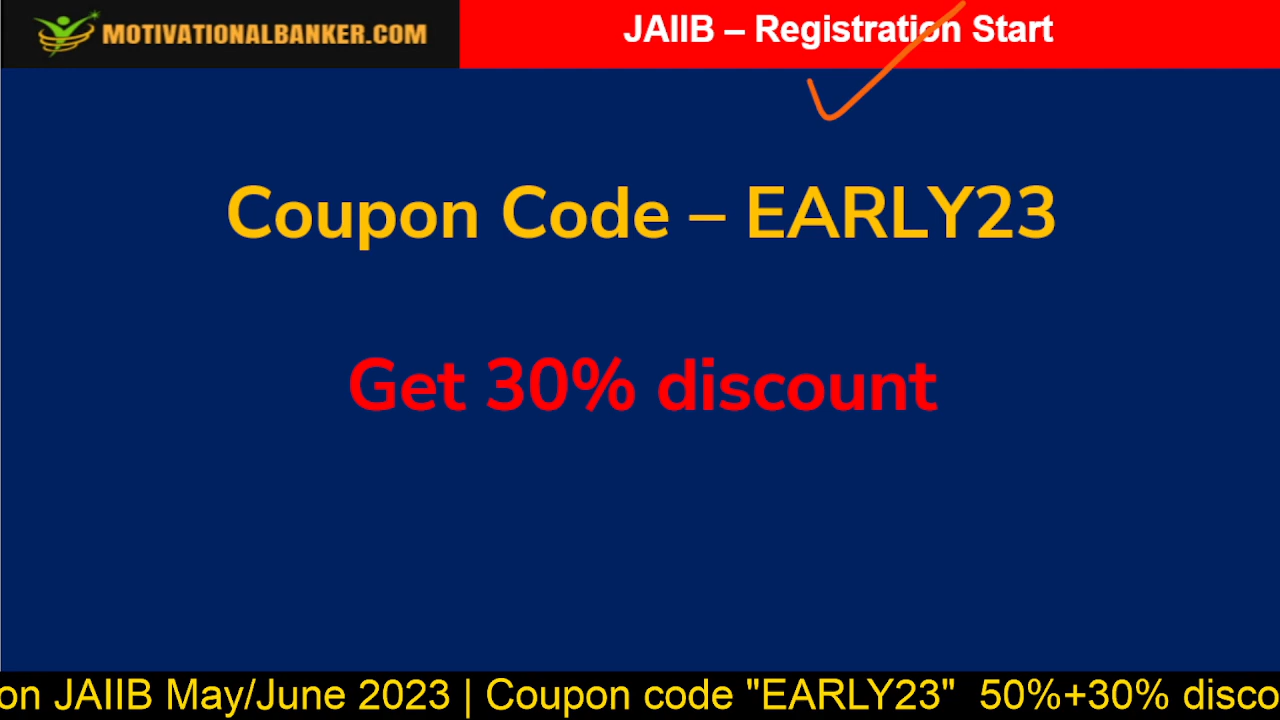 MOTIVATIONALBANKER.COM
JAIIB – Registration Start
Coupon Code – EARLY23
Get 30% discount
on JAIIB May/June 2023 | Coupon code "EARLY23" 50%+30% disco